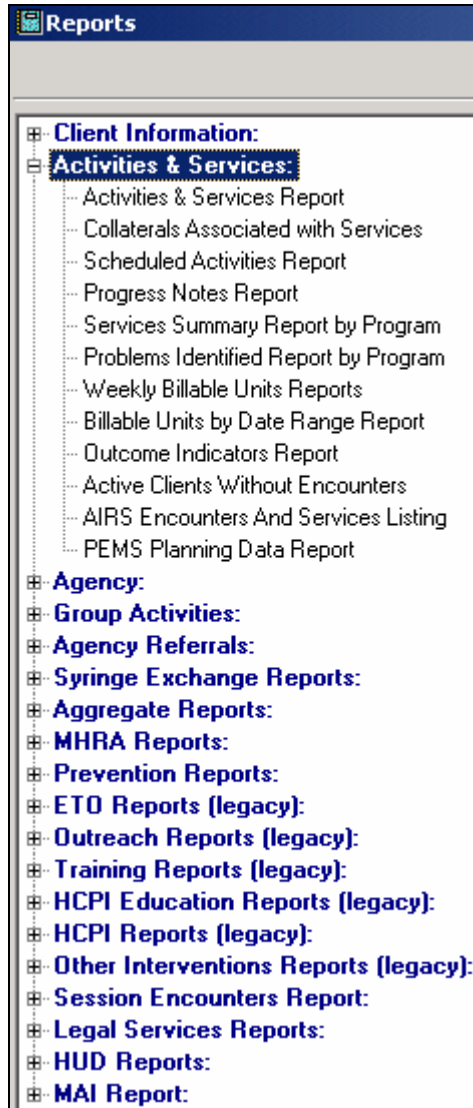 Reports
Client Information:
Activities & Services:
Activities & Services Report
Collaterals Associated with Services
Scheduled Activities Report
Progress Notes Report
Services Summary Report by Program
Problems Identified Report by Program
Weekly Billable Units Reports
Billable Units by Date Range Report
Outcome Indicators Report
Active Clients Without Encounters
AIRS Encounters And Services Listing
PEMS Planning Data Report
Agency:
Group Activities:
Agency Referrals:
Syringe Exchange Reports:
Aggregate Reports:
MHRA Reports:
Prevention Reports:
ETO Reports (legacy):
Outreach Reports (legacy):
Training Reports (legacy):
HCPI Education Reports (legacy):
HCPI Reports (legacy):
Other Interventions Reports (legacy):
Session Encounters Report:
Legal Services Reports:
HUD Reports:
MAI Report: